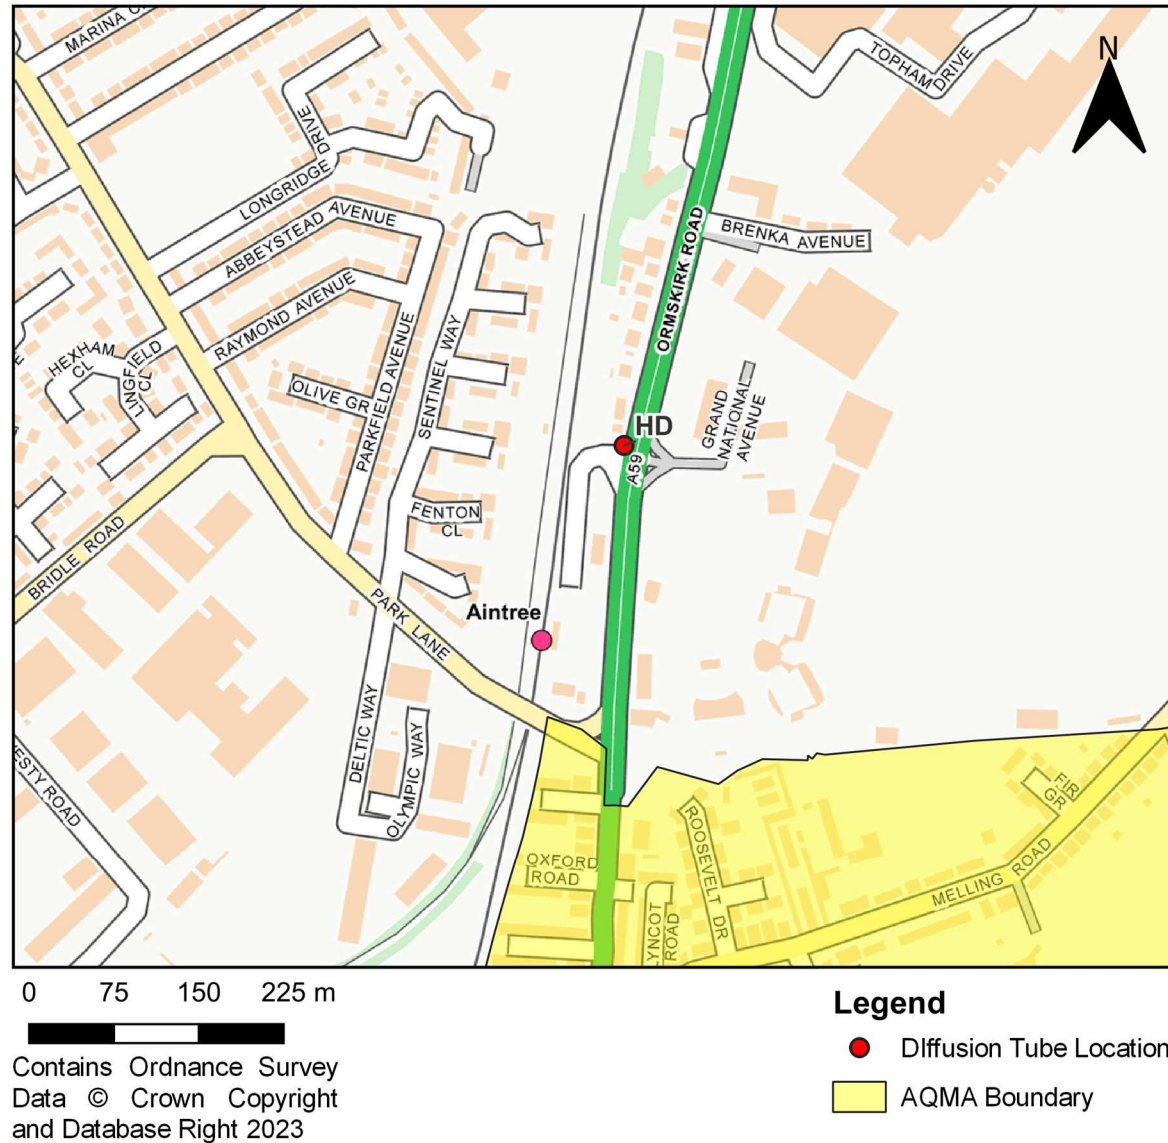 MARINA
N
TOPHAM
DRIVE
LONGRIDGE
DRIVE
ABBEYSTEAD
AVENUE
BRENKA AVENUE
RAYMOND AVENUE
ORMSKIRK ROAD
HEXHAM
CL
LINGFIELD
CL
OLIVE GR
PARKFIELD AVENUE
SENTINEL WAY
HD
A59
GRAND
NATIONAL
AVENUE
FENTON
CL
BRIDLE ROAD
PARK LANE
Aintree
DELTIC WAY
OLYMPIC WAY
ESTY ROAD
OXFORD
ROAD
ROOSEVELT DR
LYNCOT
ROAD
MELLING ROAD
FIR
GR
0 75 150 225 m
Contains Ordnance Survey
Data © Crown Copyright
and Database Right 2023
Legend
DIffusion Tube Location
AQMA Boundary